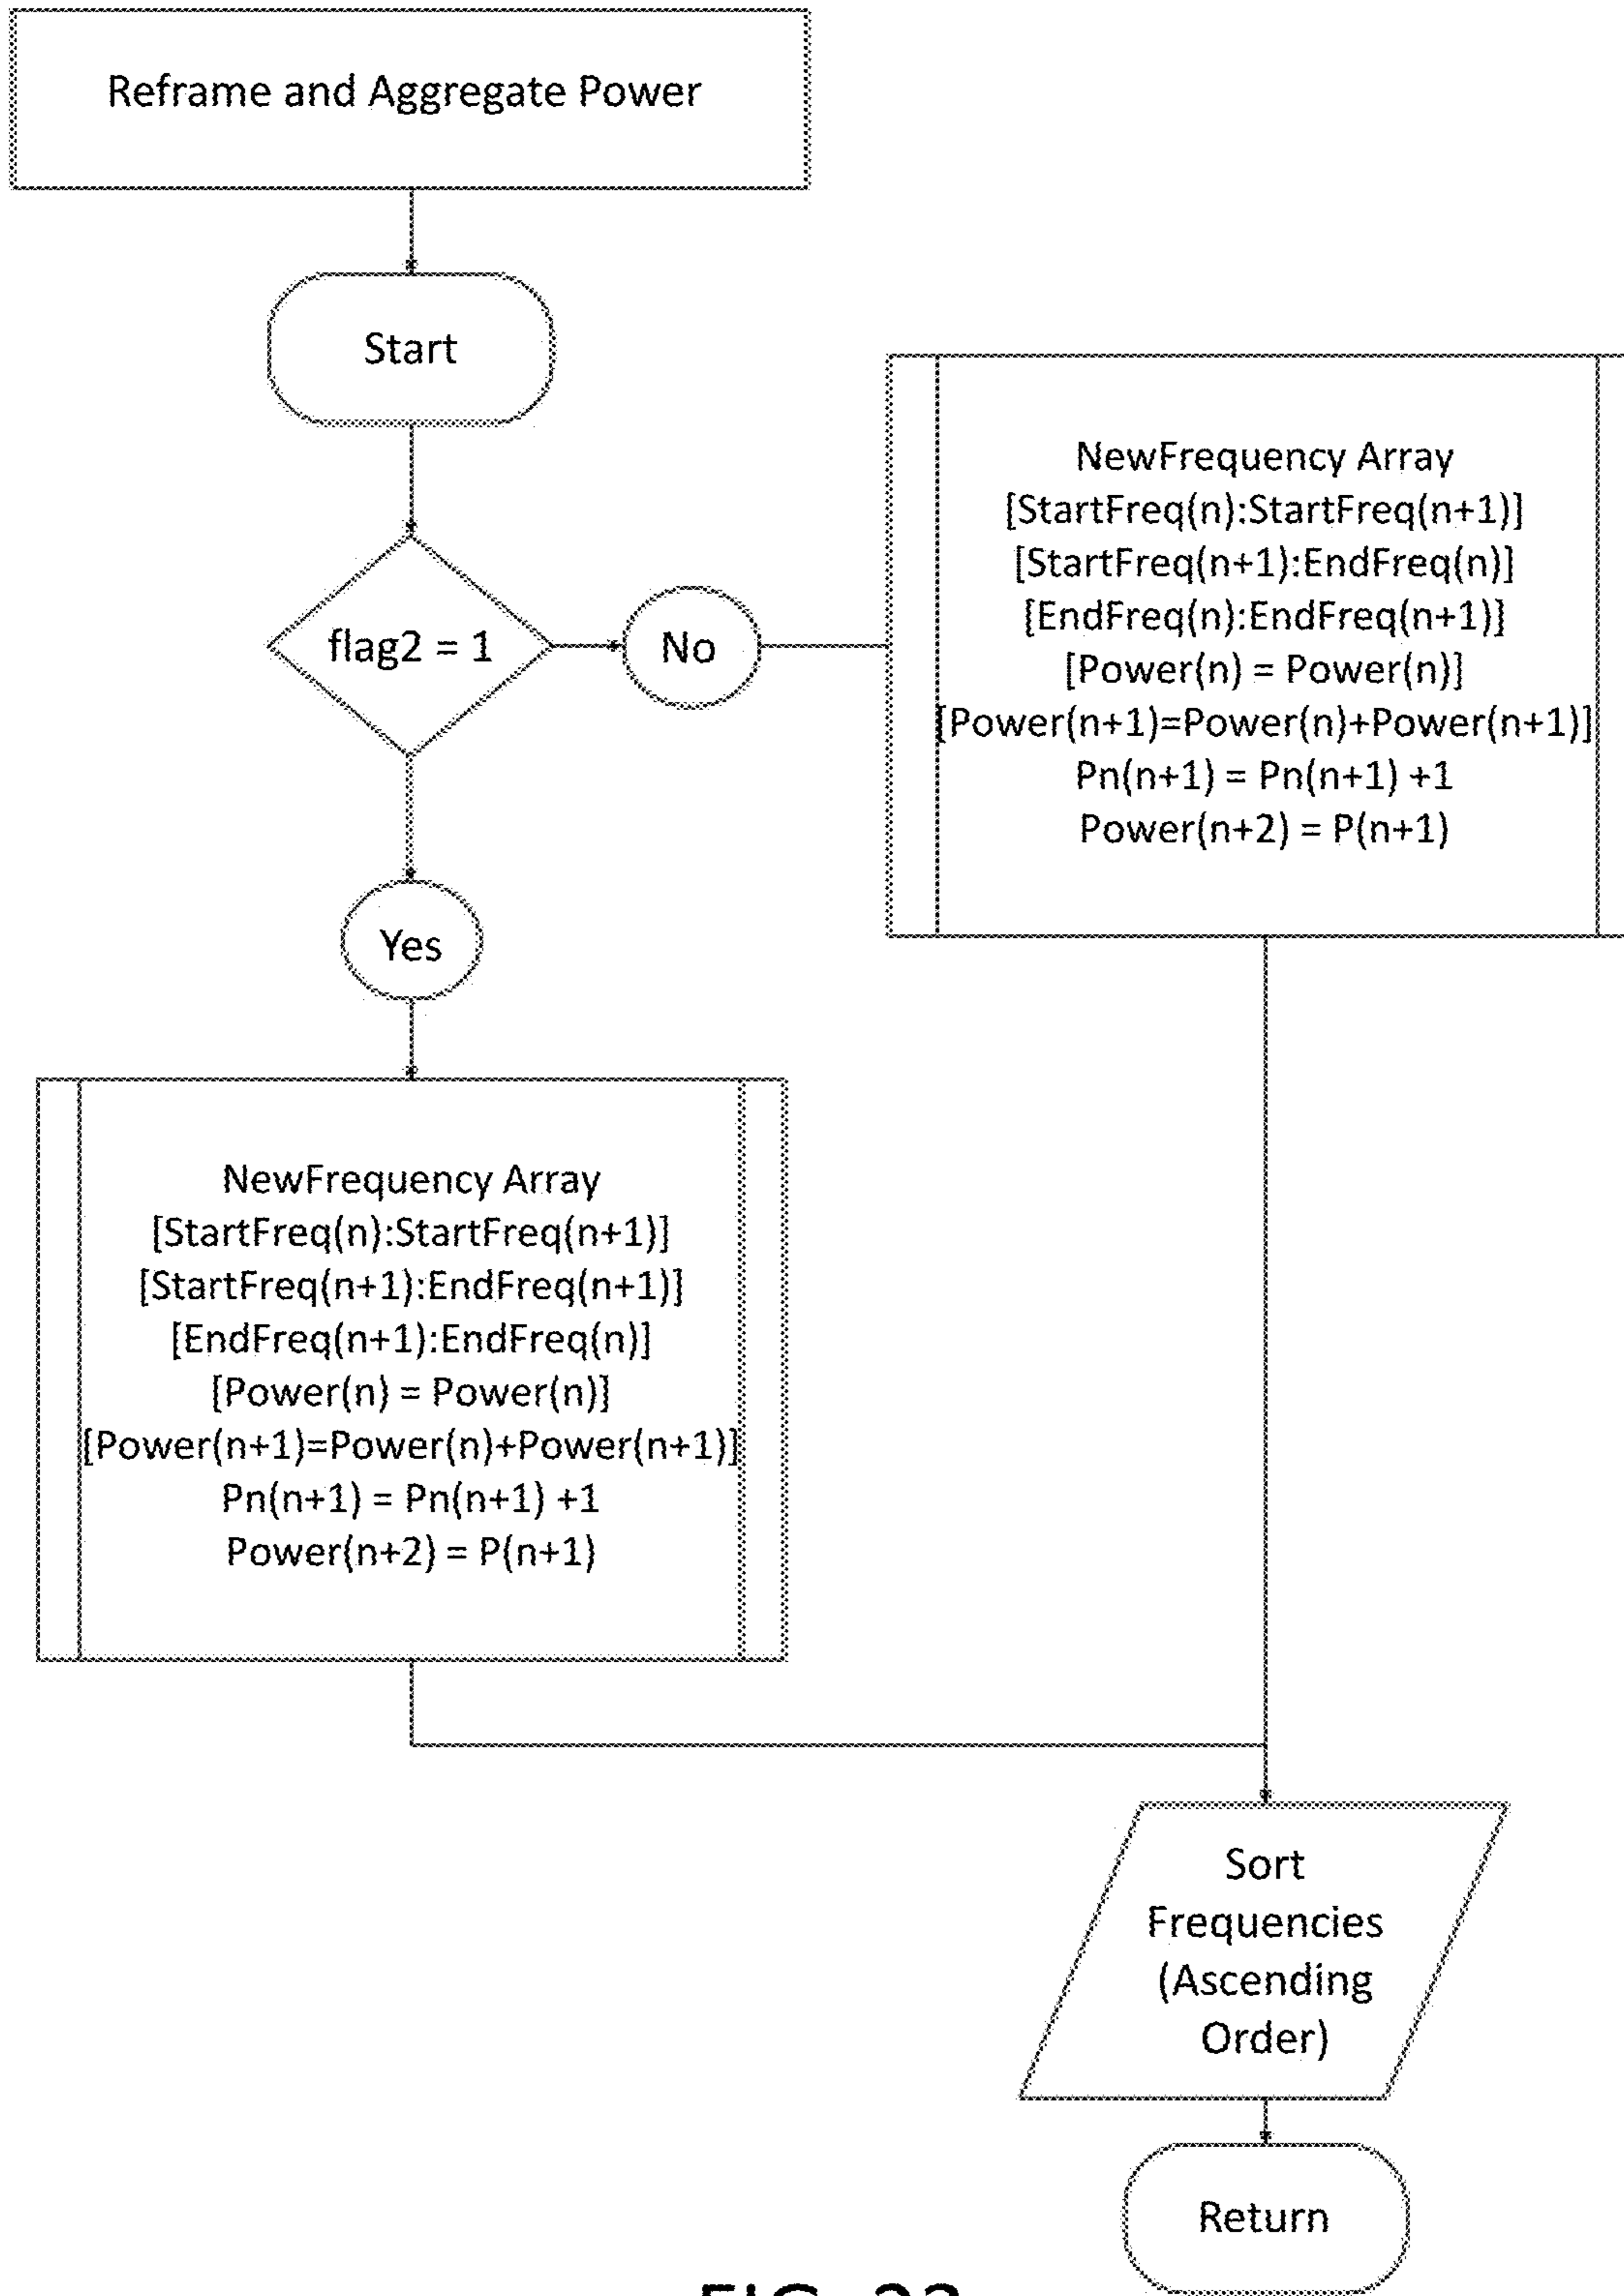 Reframe and Aggregate Power
Start
flag2 = 1
No
NewFrequency Array
[StartFreq(n):StartFreq(n+1)]
[StartFreq(n+1):EndFreq(n)]
[EndFreq(n):EndFreq(n+1)]
[Power(n) = Power(n)]
[Power(n+1)=Power(n)+Power(n+1)]
Pn(n+1) = Pn(n+1) +1
Power(n+2) = P(n+1)
Yes
NewFrequency Array
[StartFreq(n):StartFreq(n+1)]
[StartFreq(n+1):EndFreq(n+1)]
[EndFreq(n+1):EndFreq(n)]
[Power(n) = Power(n)]
[Power(n+1)=Power(n)+Power(n+1)]
Pn(n+1) = Pn(n+1) +1
Power(n+2) = P(n+1)
Sort
Frequencies
(Ascending
Order)
Return